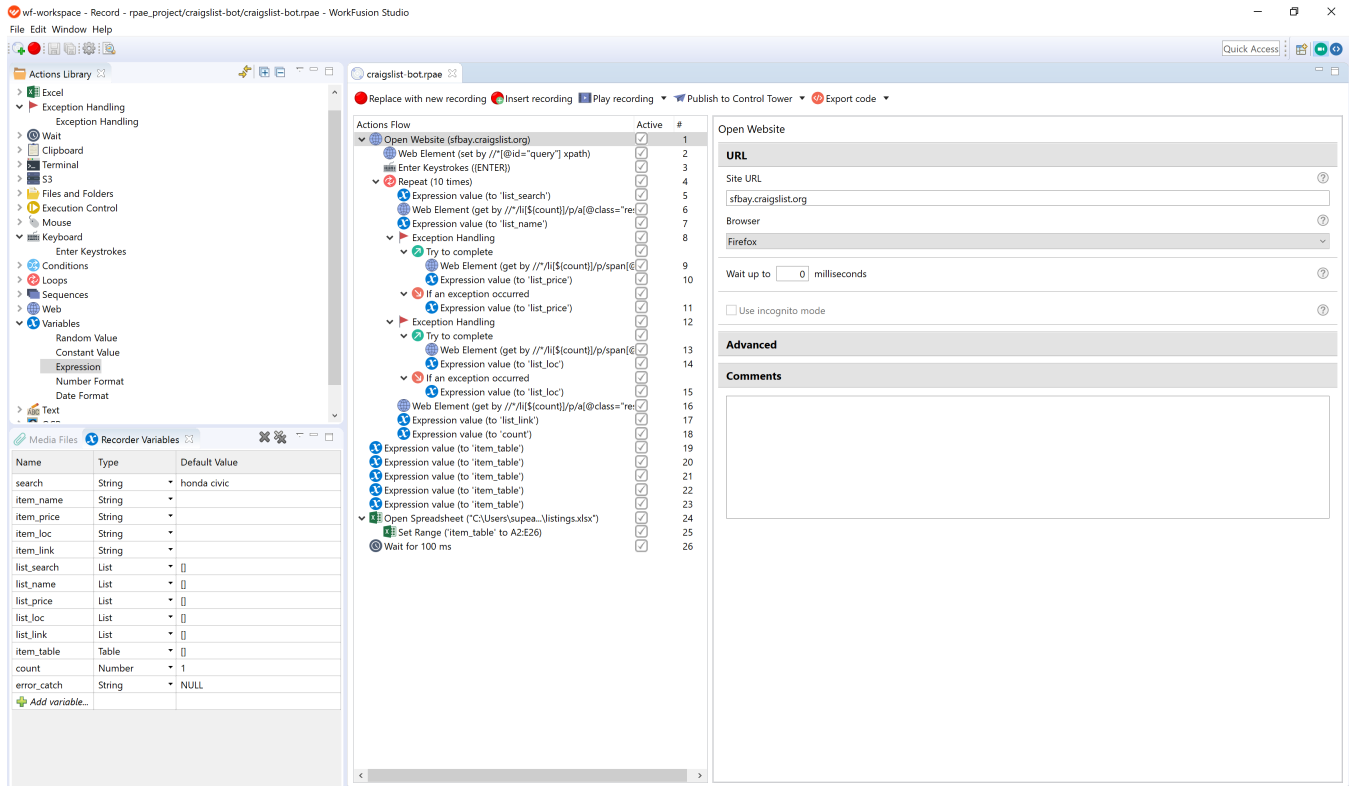 wf-workspace - Record - rpae_project/craigslist-bot/craigslist-bot.rpae - WorkFusion Studio
File Edit Window Help
Quick Access
Actions Library
Excel
Exception Handling
Exception Handling
Wait
Clipboard
Terminal
S3
Files and Folders
Execution Control
Mouse
Keyboard
Enter Keystrokes
Conditions
Loops
Sequences
Web
Variables
Random Value
Constant Value
Expression
Number Format
Date Format
Text
Media Files Recorder Variables
Name Type Default Value
search String honda civic
item_name String
item_price String
item_loc String
item_link String
list_search List []
list_name List []
list_price List []
list_loc List []
list_link List []
item_table Table []
count Number 1
error_catch String NULL
Add variable...
craigslist-bot.rpae
Replace with new recording Insert recording Play recording Publish to Control Tower Export code
Actions Flow Active #
Open Website (sfbay.craigslist.org) 1
Web Element (set by //*[@id="query"] xpath) 2
Enter Keystrokes ({ENTER}) 3
Repeat (10 times) 4
Expression value (to 'list_search') 5
Web Element (get by //*/li[${count}]/p/a[@class="re 6
Expression value (to 'list_name') 7
Exception Handling 8
Try to complete
Web Element (get by //*/li[${count}]/p/span[@ 9
Expression value (to 'list_price') 10
If an exception occurred
Expression value (to 'list_price') 11
Exception Handling 12
Try to complete
Web Element (get by //*/li[${count}]/p/span[@ 13
Expression value (to 'list_loc') 14
If an exception occurred
Expression value (to 'list_loc') 15
Web Element (get by //*/li[${count}]/p/a[@class="re 16
Expression value (to 'list_link') 17
Expression value (to 'count') 18
Expression value (to 'item_table') 19
Expression value (to 'item_table') 20
Expression value (to 'item_table') 21
Expression value (to 'item_table') 22
Expression value (to 'item_table') 23
Open Spreadsheet ("C:\Users\supea...\listings.xlsx") 24
Set Range ('item_table' to A2:E26) 25
Wait for 100 ms 26
Open Website
URL
Site URL
sfbay.craigslist.org
Browser
Firefox
Wait up to 0 milliseconds
Use incognito mode
Advanced
Comments